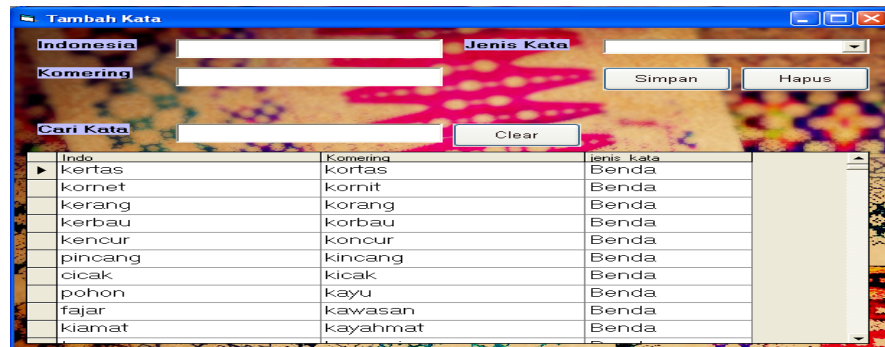 Tambah Kata
Indonesia Jenis Kata
Komering Simpan Hapus
Cari Kata Clear
Indo Komering jenis_kata
kertas kortas Benda
kornet kornit Benda
kerang korang Benda
kerbau korbau Benda
kencur koncur Benda
pincang kincang Benda
cicak kicak Benda
pohon kayu Benda
fajar kawasan Benda
kiamat kayahmat Benda